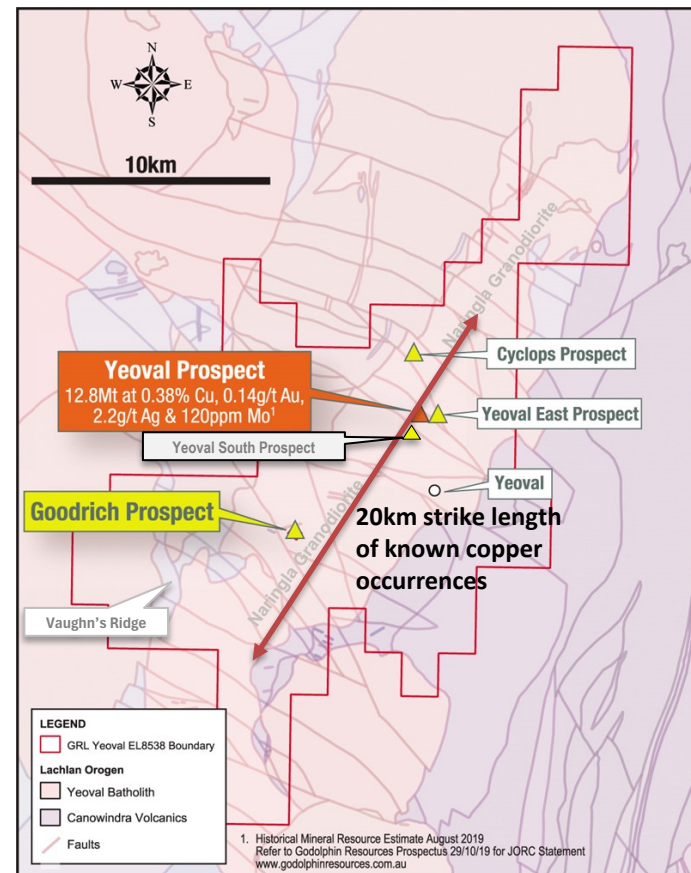 N
W E
S
10km
Naringla Granodiorite
Cyclops Prospect
Yeoval Prospect
12.8Mt at 0.38% Cu, 0.14g/t Au,
2.2g/t Ag & 120ppm Mo1
Yeoval East Prospect
Yeoval South Prospect
Yeoval
Goodrich Prospect
20km strike length
of known copper
occurrences
Naringla Granodiorite
Vaughn's Ridge
LEGEND
GRL Yeoval EL8538 Boundary
Lachlan Orogen
Yeoval Batholith
Canowindra Volcanics
Faults
1. Historical Mineral Resource Estimate August 2019
Refer to Godolphin Resources Prospectus 29/10/19 for JORC Statement
www.godolphinresources.com.au